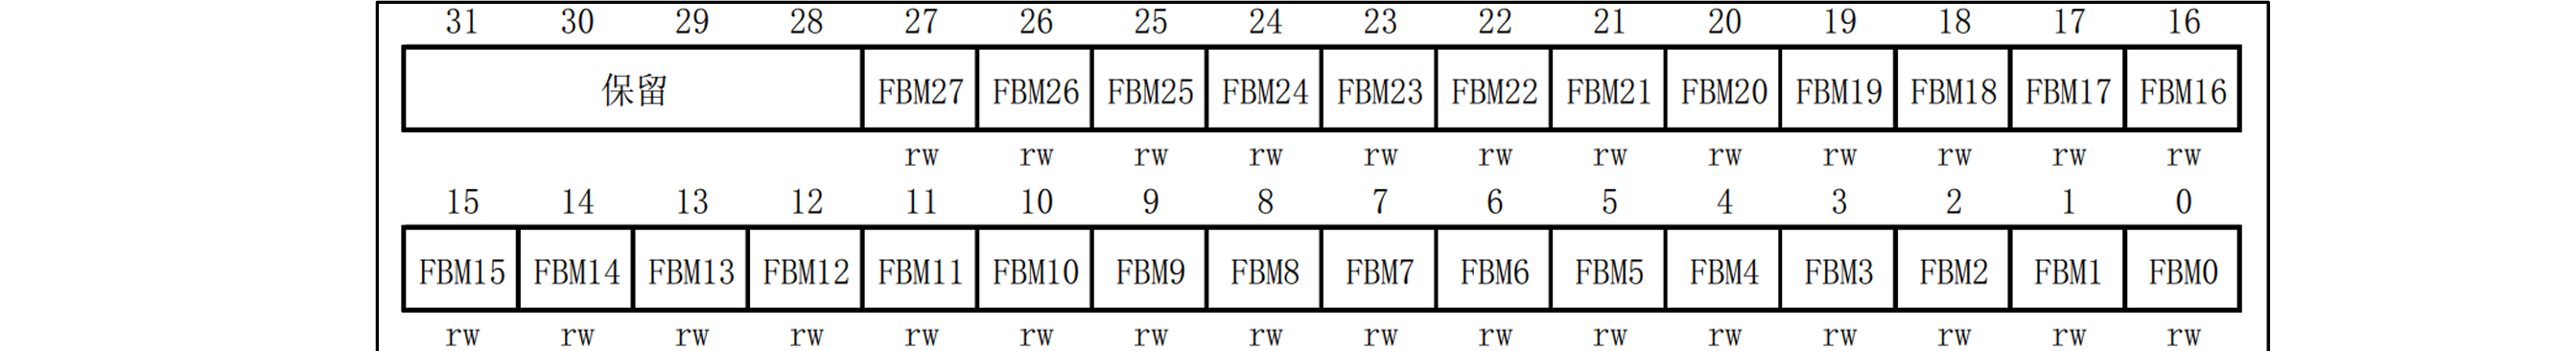 31 30 29 28 27 26 25 24 23 22 21 20 19 18 17 16
保留 FBM27 FBM26 FBM25 FBM24 FBM23 FBM22 FBM21 FBM20 FBM19 FBM18 FBM17 FBM16
rw rw rw rw rw rw rw rw rw rw rw rw
15 14 13 12 11 10 9 8 7 6 5 4 3 2 1 0
FBM15 FBM14 FBM13 FBM12 FBM11 FBM10 FBM9 FBM8 FBM7 FBM6 FBM5 FBM4 FBM3 FBM2 FBM1 FBM0
rw rw rw rw rw rw rw rw rw rw rw rw rw rw rw rw